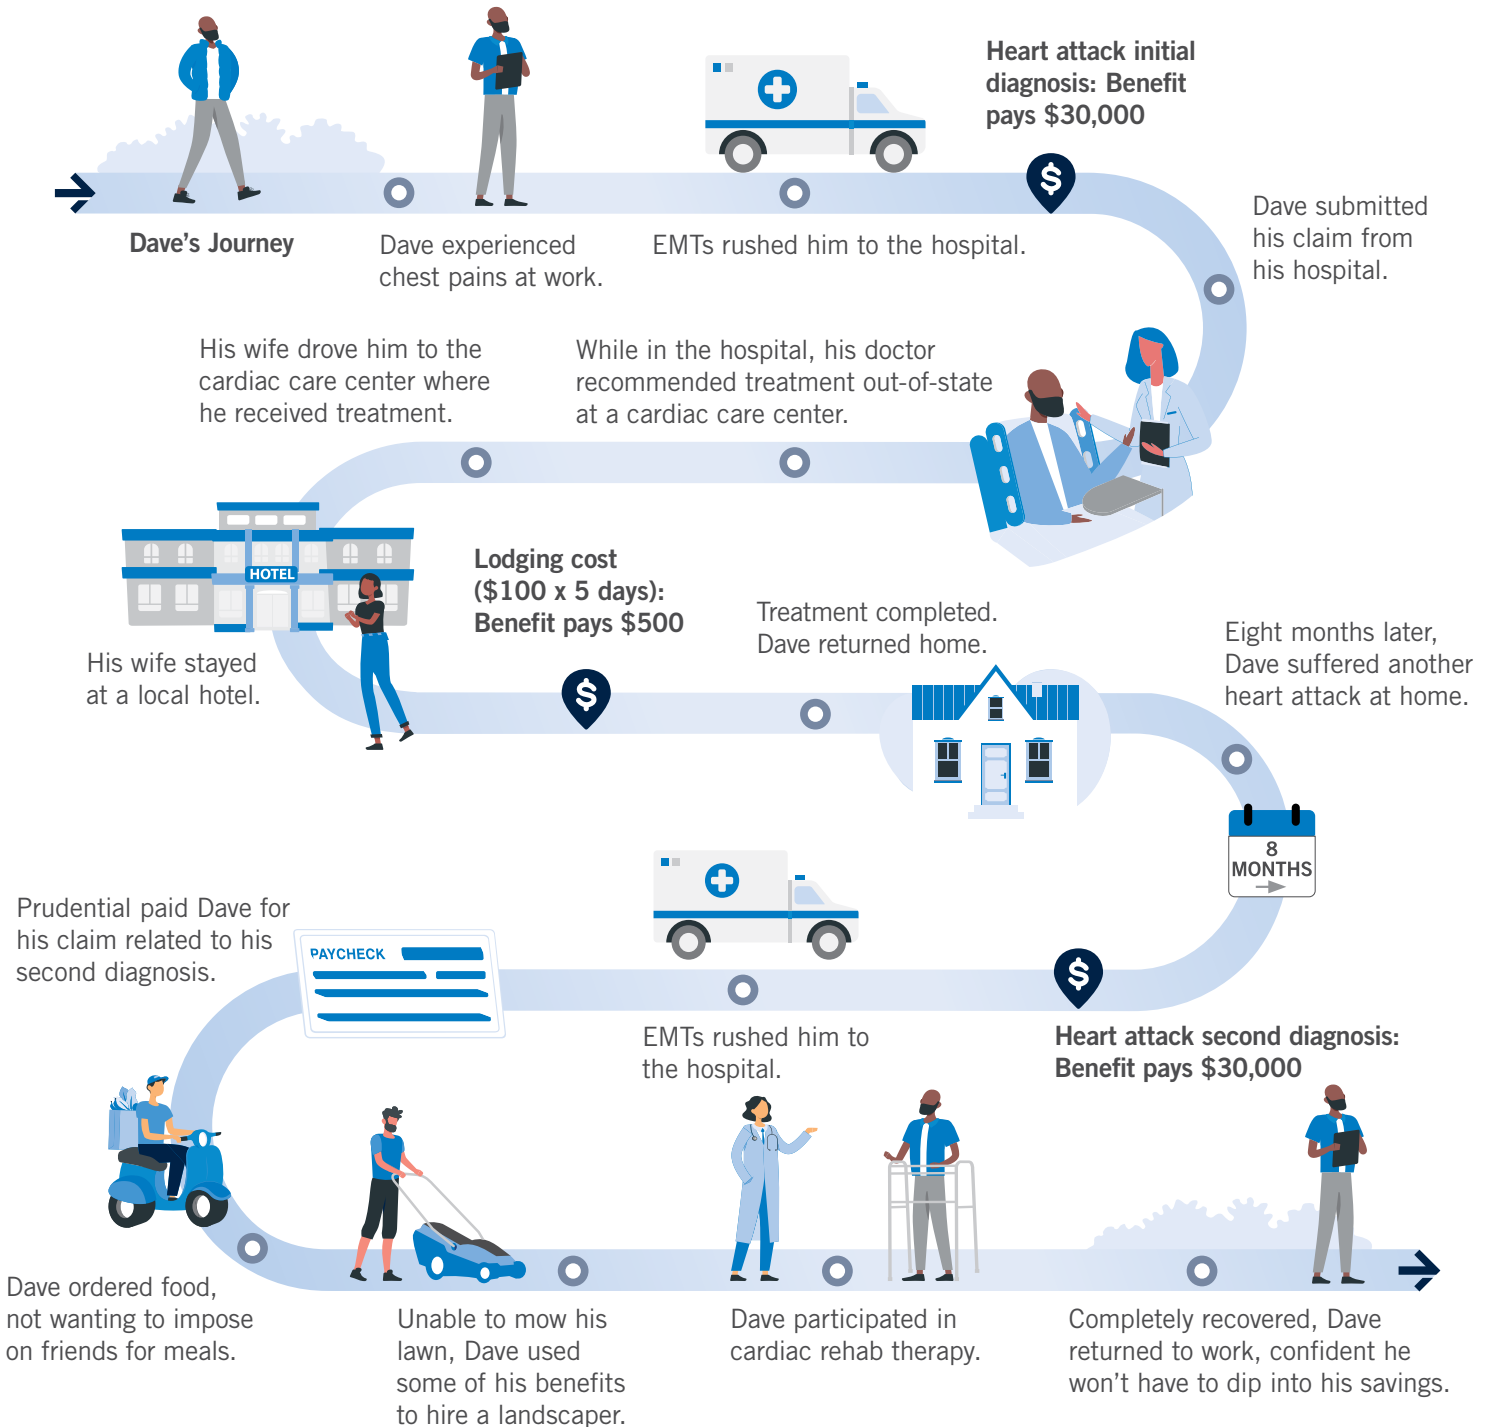 Heart attack initial
diagnosis: Benefit
pays $30,000
$
Dave’s Journey
Dave experienced
chest pains at work.
EMTs rushed him to the hospital.
Dave submitted
his claim from
his hospital.
While in the hospital, his doctor
recommended treatment out-of-state
at a cardiac care center.
His wife drove him to the
cardiac care center where
he received treatment.
HOTEL
His wife stayed
at a local hotel.
Lodging cost
($100 x 5 days):
Benefit pays $500
$
Treatment completed.
Dave returned home.
Eight months later,
Dave suffered another
heart attack at home.
8
MONTHS
$
Heart attack second diagnosis:
Benefit pays $30,000
EMTs rushed him to
the hospital.
PAYCHECK
Prudential paid Dave for
his claim related to his
second diagnosis.
Dave ordered food,
not wanting to impose
on friends for meals.
Unable to mow his
lawn, Dave used
some of his benefits
to hire a landscaper.
Dave participated in
cardiac rehab therapy.
Completely recovered, Dave
returned to work, confident he
won’t have to dip into his savings.